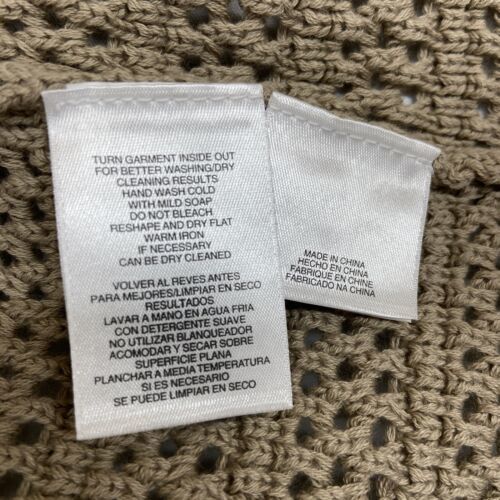 TURN GARMENT INSIDE OUT
FOR BETTER WASHING/DRY
CLEANING RESULTS
HAND WASH COLD
WITH MILD SOAP
DO NOT BLEACH
RESHAPE AND DRY FLAT
WARM IRON
IF NECESSARY
CAN BE DRY CLEANED
VOLVER AL REVES ANTES
PARA MEJORES/LIMPIAR EN SECO
RESULTADOS
LAVAR A MANO EN AGUA FRIA
CON DETERGENTE SUAVE
NO UTILIZAR BLANQUEADOR
ACOMODAR Y SECAR SOBRE
SUPERFICIE PLANA
PLANCHAR A MEDIA TEMPERATURA
SI ES NECESARIO
SE PUEDE LIMPIAR EN SECO
MADE IN CHINA
HECHO EN CHINA
FABRIQUE EN CHINE
FABRICADO NA CHINA